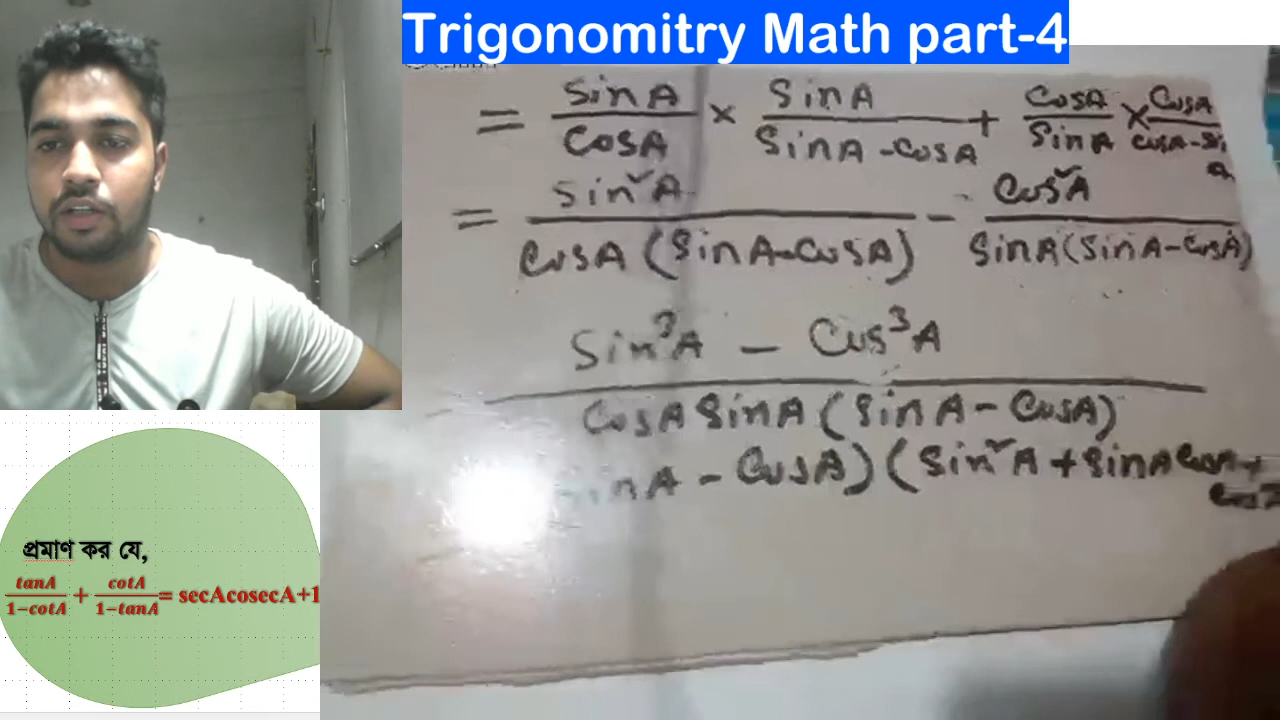 Trigonomitry Math part-4
= sinA/cosA × sinA/sinA-cosA + cosA/sinA × cosA/cosA-sinA
= sin²A/cosA(sinA-cosA) - cos²A/sinA(sinA-cosA)
sin³A - cos³A/cosA sinA(sinA-cosA)
inA - cosA)(sin²A + sinAcosA +
প্রমাণ কর যে,
tanA/1−cotA + cotA/1−tanA = secAcosecA+1